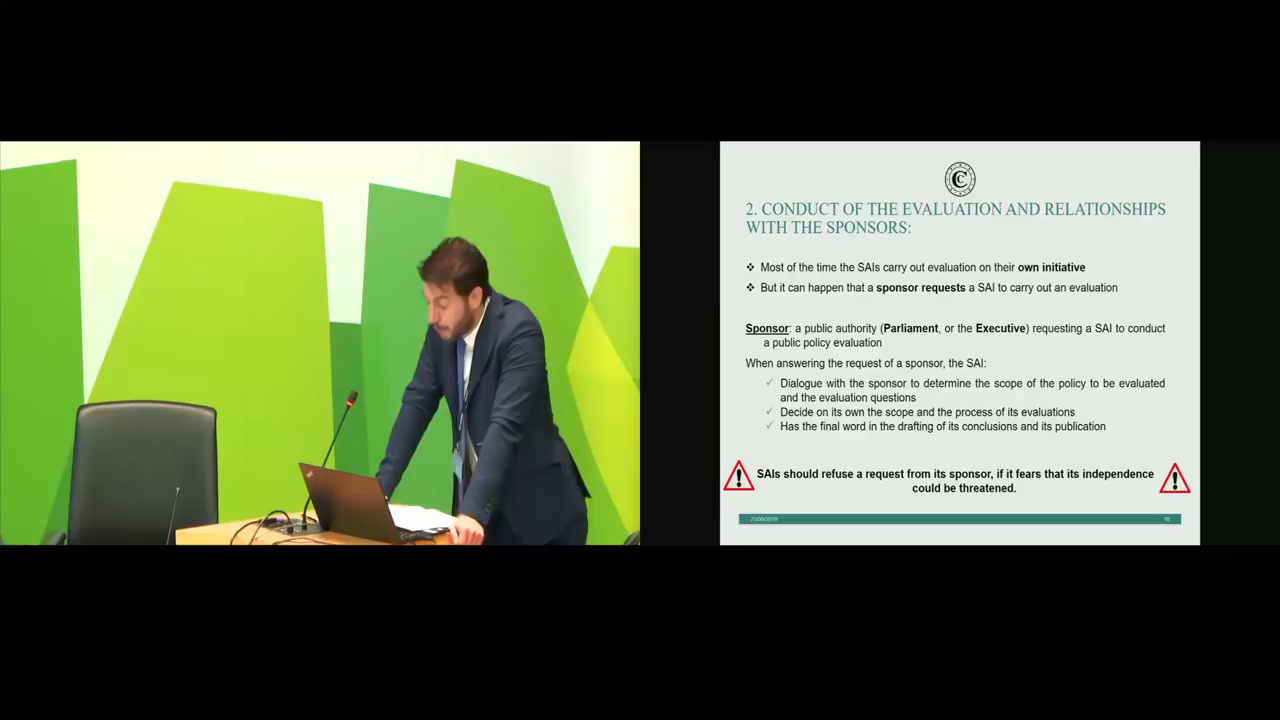 2. CONDUCT OF THE EVALUATION AND RELATIONSHIPS
WITH THE SPONSORS:
❖ Most of the time the SAIs carry out evaluation on their own initiative
❖ But it can happen that a sponsor requests a SAI to carry out an evaluation
Sponsor: a public authority (Parliament, or the Executive) requesting a SAI to conduct
a public policy evaluation
When answering the request of a sponsor, the SAI:
✓ Dialogue with the sponsor to determine the scope of the policy to be evaluated
and the evaluation questions
✓ Decide on its own the scope and the process of its evaluations
✓ Has the final word in the drafting of its conclusions and its publication
SAIs should refuse a request from its sponsor, if it fears that its independence
could be threatened.